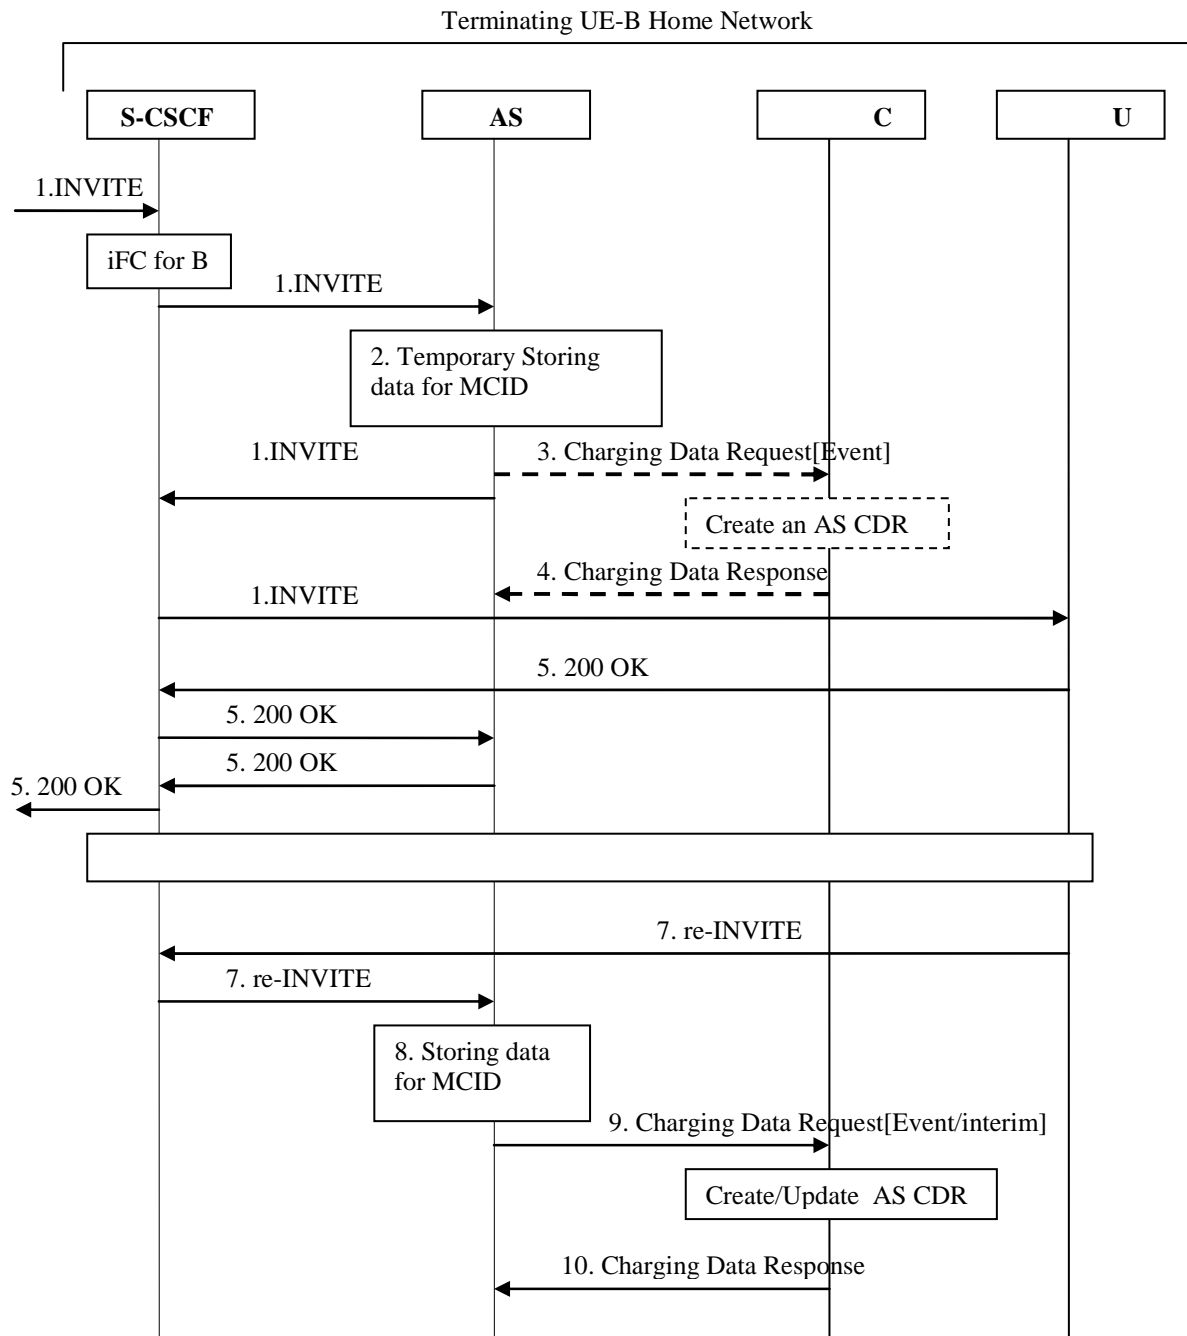 Terminating UE-B Home Network
S-CSCF
AS
C
U
1.INVITE
iFC for B
1.INVITE
2. Temporary Storing
data for MCID
1.INVITE
3. Charging Data Request[Event]
Create an AS CDR
4. Charging Data Response
1.INVITE
5. 200 OK
5. 200 OK
5. 200 OK
5. 200 OK
7. re-INVITE
7. re-INVITE
8. Storing data
for MCID
9. Charging Data Request[Event/interim]
Create/Update AS CDR
10. Charging Data Response